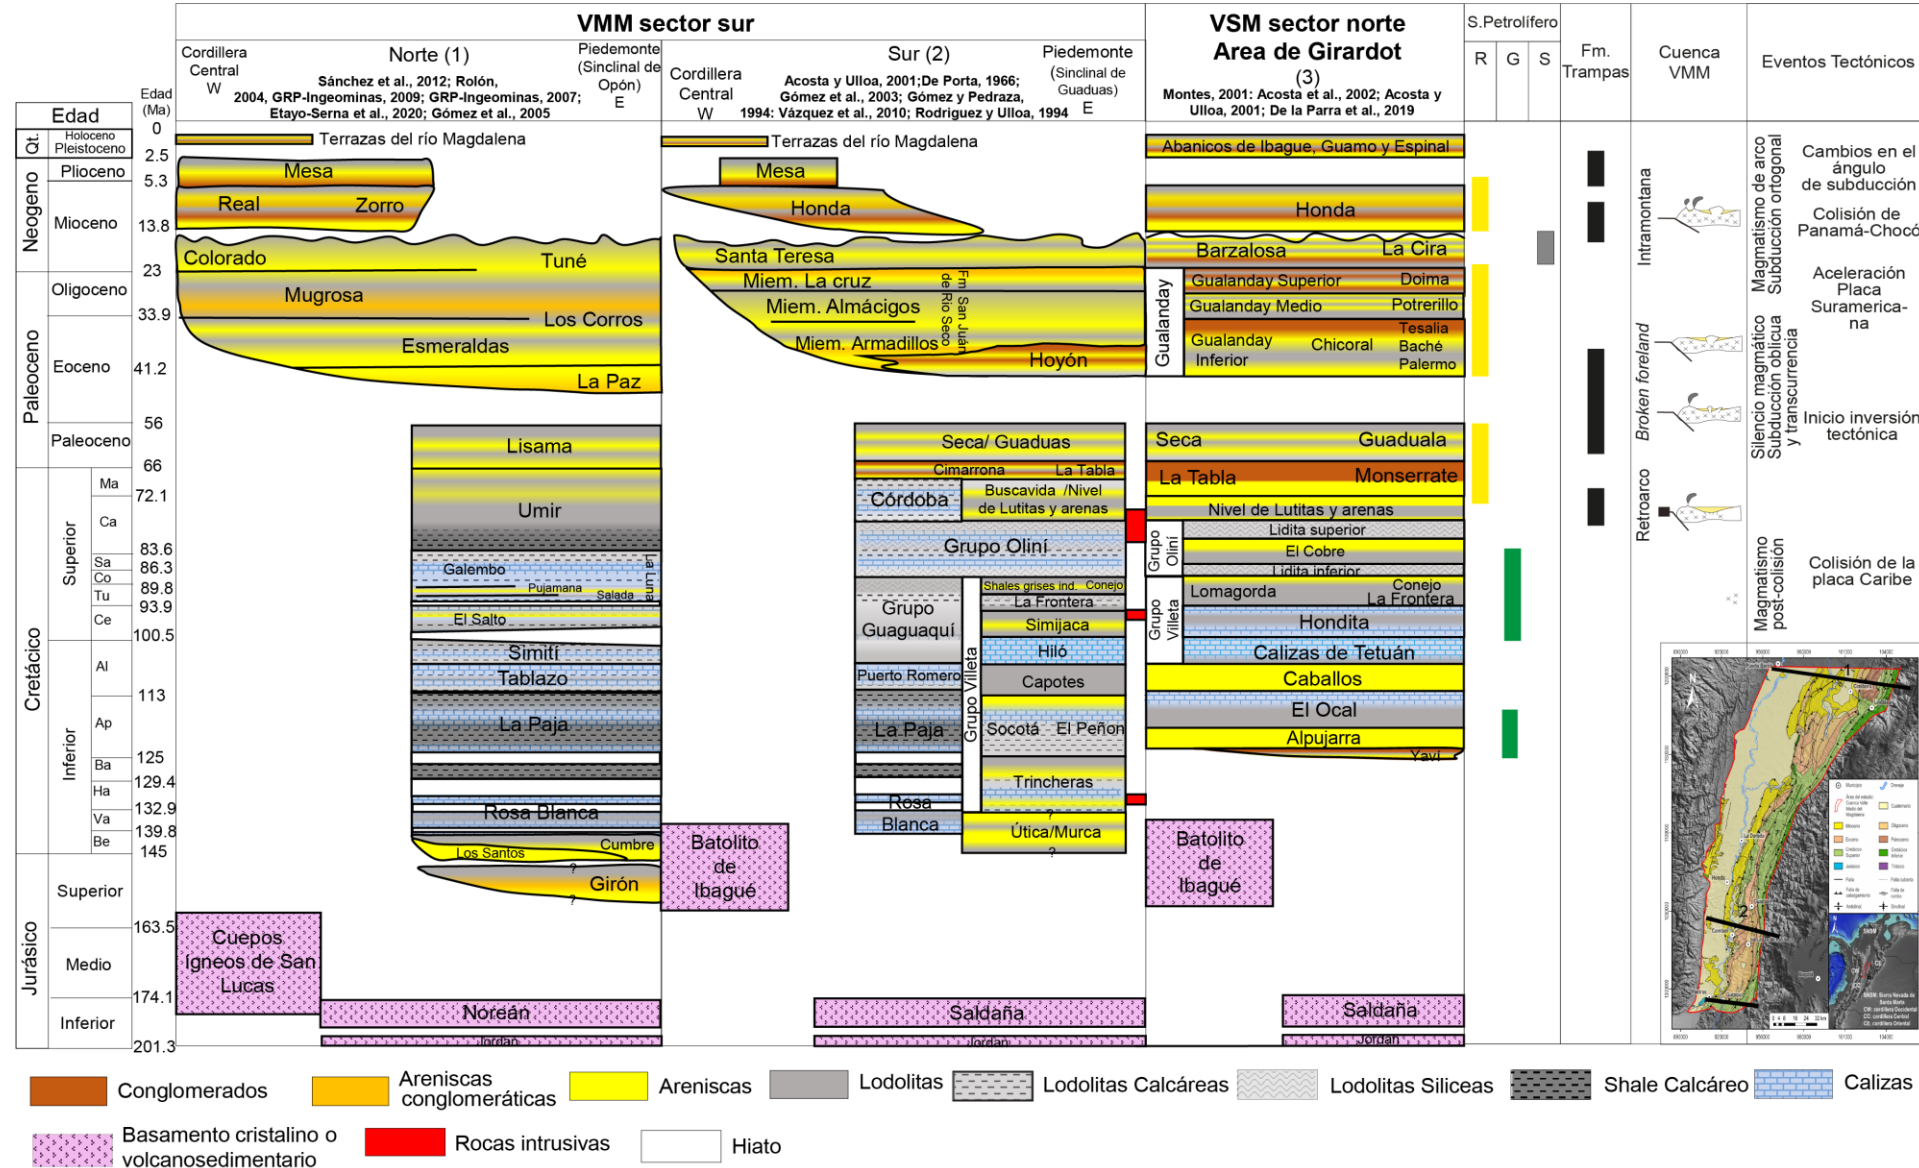 VMM sector sur
VSM sector norte
Area de Girardot
(3)
Montes, 2001: Acosta et al., 2002; Acosta y
Ulloa, 2001; De la Parra et al., 2019
S.Petrolífero
R
G
S
Fm.
Trampas
Cuenca
VMM
Eventos Tectónicos
Cordillera
Central
W
Norte (1)
Sánchez et al., 2012; Rolón,
2004, GRP-Ingeominas, 2009; GRP-Ingeominas, 2007;
Etayo-Serna et al., 2020; Gómez et al., 2005
Piedemonte
(Sinclinal de
Opón)
E
Cordillera
Central
W
Sur (2)
Acosta y Ulloa, 2001;De Porta, 1966;
Gómez et al., 2003; Gómez y Pedraza,
1994: Vázquez et al., 2010; Rodriguez y Ulloa, 1994
Piedemonte
(Sinclinal de
Guaduas)
E
Edad
Edad
(Ma)
0
2.5
5.3
13.8
23
33.9
41.2
56
66
72.1
83.6
86.3
89.8
93.9
100.5
113
125
129.4
132.9
139.8
145
163.5
174.1
201.3
Qt.
Neogeno
Paleoceno
Cretácico
Jurásico
Holoceno
Pleistoceno
Plioceno
Mioceno
Oligoceno
Eoceno
Paleoceno
Superior
Inferior
Ma
Ca
Sa
Co
Tu
Ce
Al
Ap
Ba
Ha
Va
Be
Superior
Medio
Inferior
Terrazas del río Magdalena
Mesa
Real
Zorro
Colorado
Tuné
Mugrosa
Los Corros
Esmeraldas
La Paz
Lisama
Umir
Galembo
La Luna
Pujamana
Salada
El Salto
Simití
Tablazo
La Paja
Rosa Blanca
Cumbre
Los Santos
?
Girón
?
Cuepos
Igneos de San
Lucas
Noreán
Jordan
Terrazas del río Magdalena
Mesa
Honda
Santa Teresa
Miem. La cruz
Miem. Almácigos
Miem. Armadillos
Fm San Juán
de Rio Seco
Hoyón
Seca/ Guaduas
Cimarrona
La Tabla
Córdoba
Buscavida /Nivel
de Lutitas y arenas
Grupo Oliní
Grupo
Guaguaquí
Grupo Villeta
Shales grises ind.
Conejo
La Frontera
Simijaca
Hiló
Puerto Romero
Capotes
La Paja
Socotá
El Peñon
Trincheras
Rosa
Blanca
?
Útica/Murca
?
Batolito
de
Ibagué
Saldaña
Jordan
Abanicos de Ibague, Guamo y Espinal
Honda
Barzalosa
La Cira
Gualanday
Gualanday Superior
Doima
Gualanday Medio
Potrerillo
Gualanday
Inferior
Chicoral
Tesalia
Baché
Palermo
Seca
Guaduala
La Tabla
Monserrate
Nivel de Lutitas y arenas
Grupo
Oliní
Lidita superior
El Cobre
Lidita inferior
Grupo
Villeta
Lomagorda
Conejo
La Frontera
Hondita
Calizas de Tetuán
Caballos
El Ocal
Alpujarra
Yaví
Batolito
de
Ibagué
Saldaña
Jordan
Intramontana
Broken foreland
Retroarco
Magmatismo de arco
Subducción ortogonal
Silencio magmático
Subducción oblicua
y transcurrencia
Magmatismo
post-colisión
Cambios en el
ángulo
de subducción
Colisión de
Panamá-Chocó
Aceleración
Placa
Suramerica-
na
Inicio inversión
tectónica
Colisión de la
placa Caribe
1
2
N
Conglomerados
Areniscas
conglomeráticas
Areniscas
Lodolitas
Lodolitas Calcáreas
Lodolitas Siliceas
Shale Calcáreo
Calizas
Basamento cristalino o
volcanosedimentario
Rocas intrusivas
Hiato